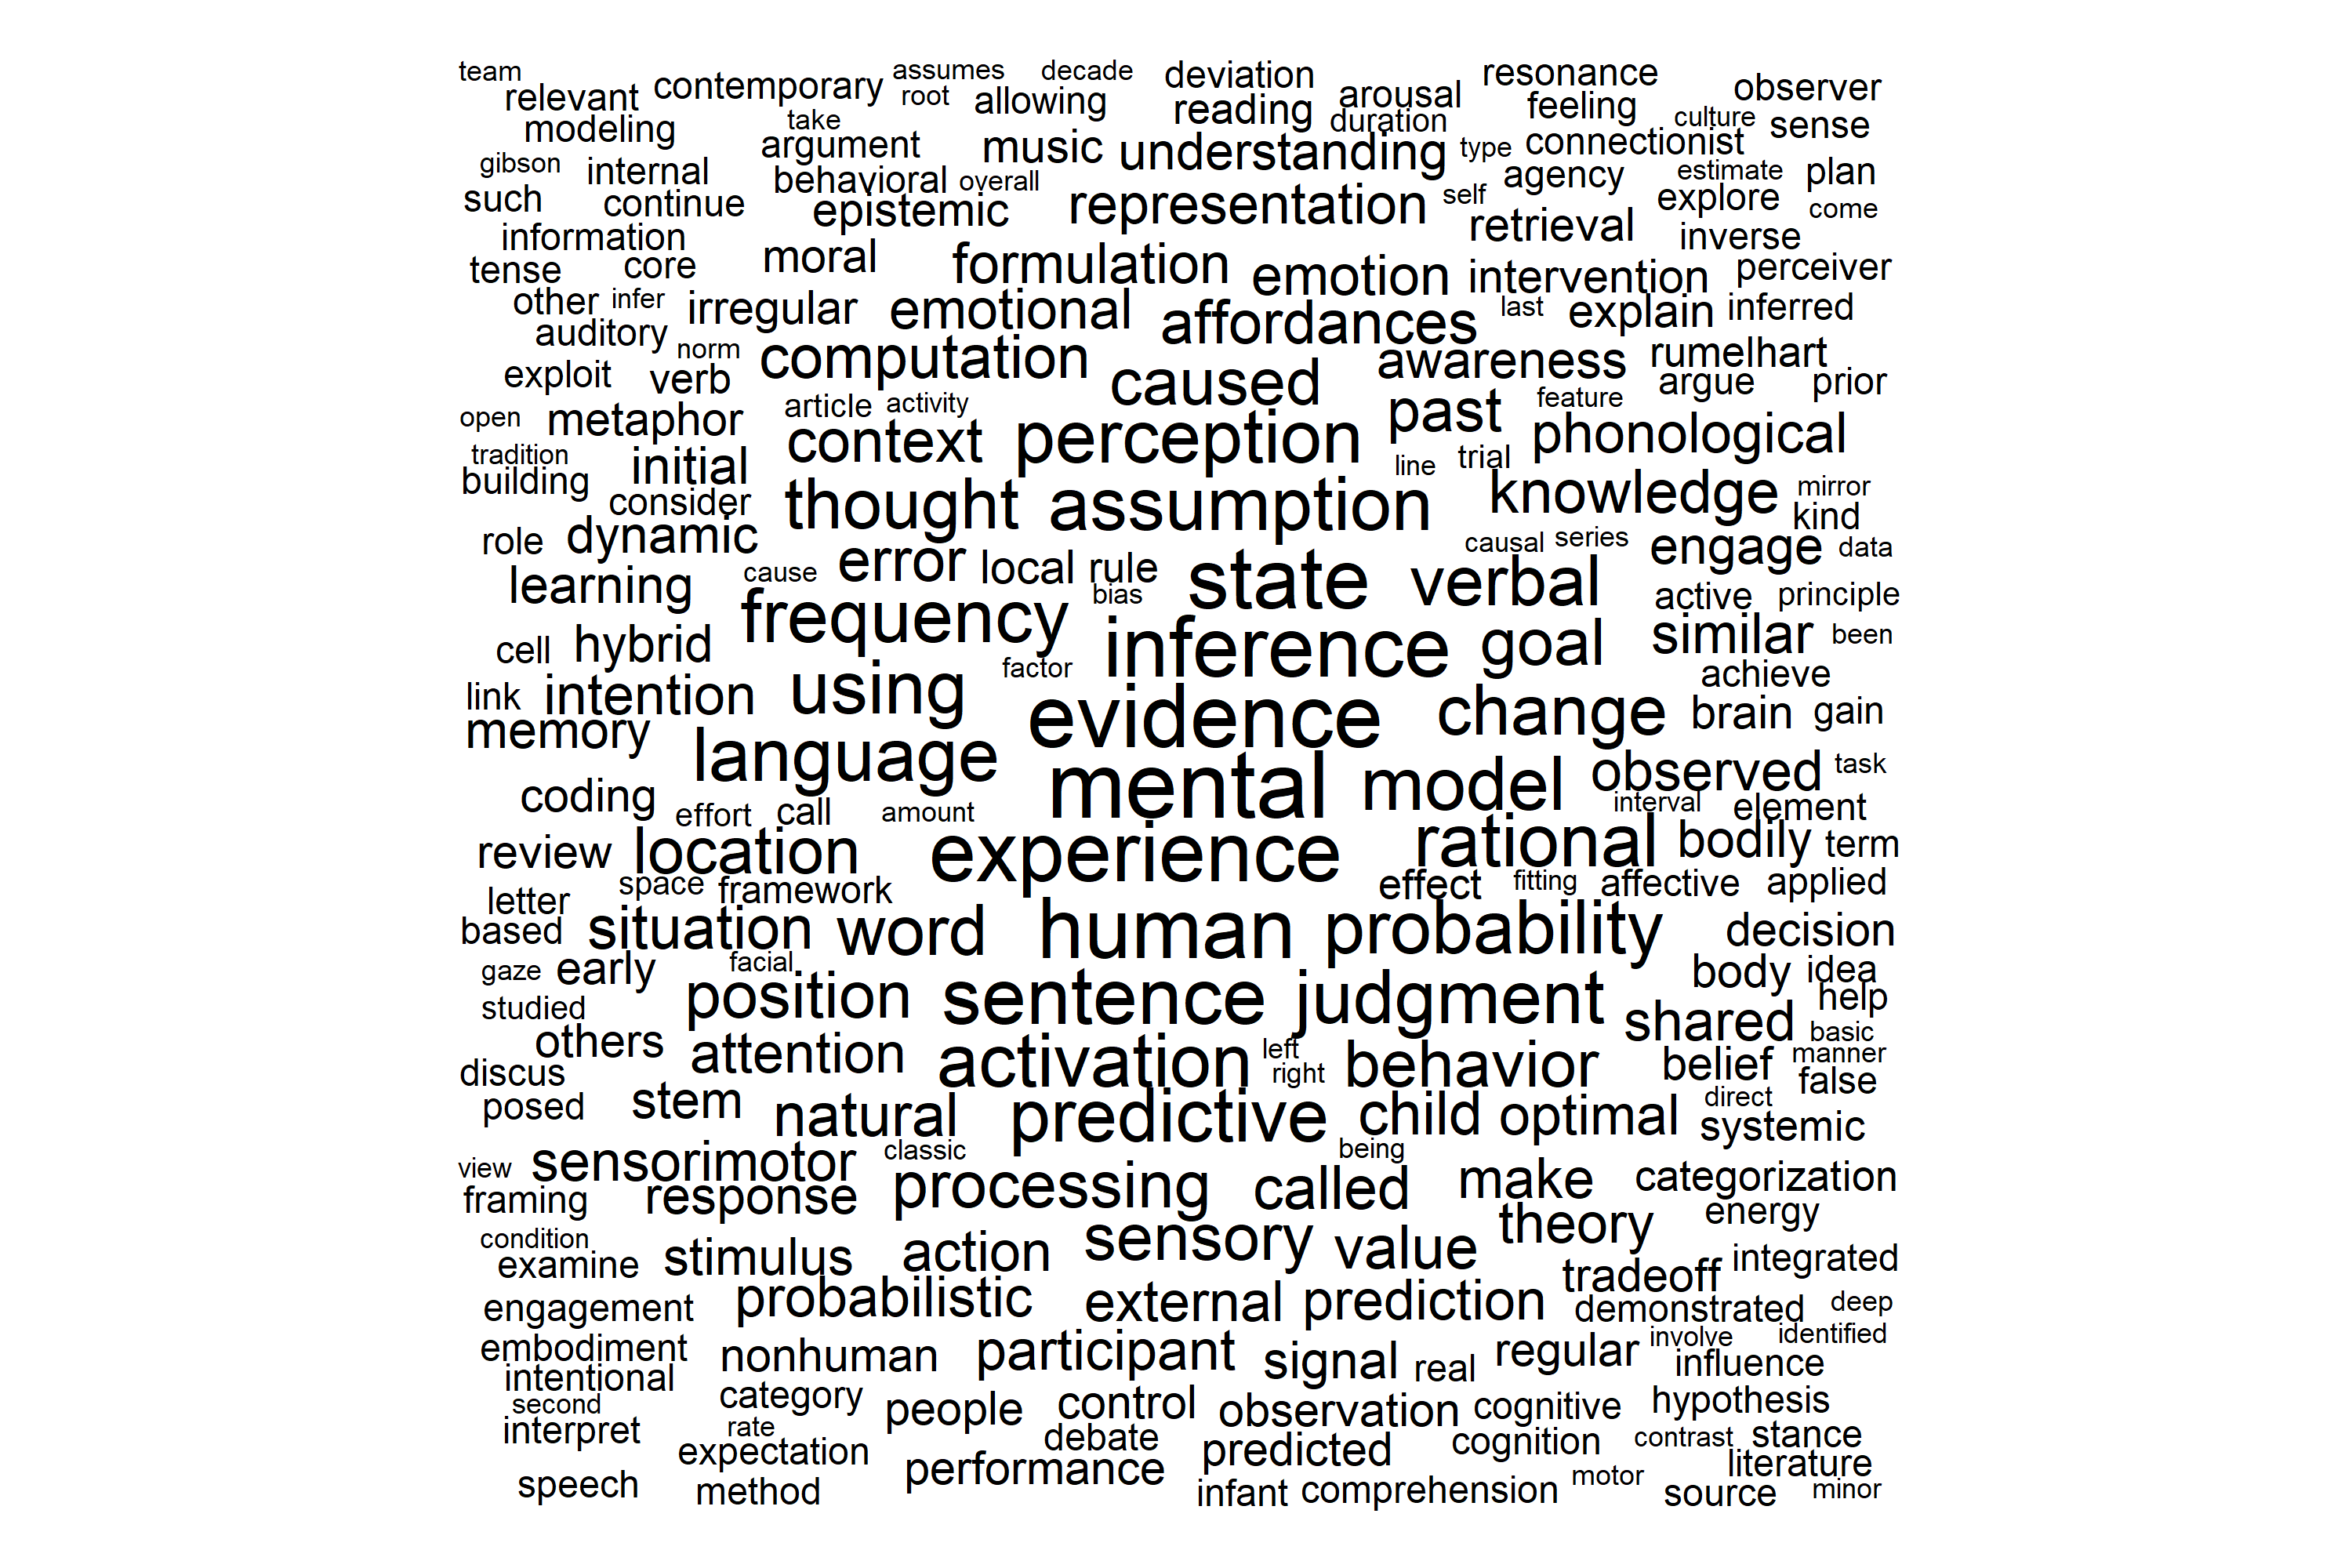 team relevant contemporary assumes decade deviation resonance observer
modeling root allowing reading arousal feeling culture sense
take argument music understanding duration type connectionist
gibson internal behavioral overall representation self agency estimate plan
such continue epistemic retrieval explore come
information moral formulation emotion intervention inverse perceiver
tense core irregular emotional affordances last explain inferred
other infer
auditory norm computation caused awareness rumelhart
exploit verb article activity past feature argue prior
open metaphor context perception phonological
tradition initial line trial
building consider thought assumption knowledge mirror
role dynamic error local rule causal series kind
learning cause bias state verbal engage data
frequency active principle
cell hybrid factor inference goal similar been
link intention using evidence change achieve
memory language brain gain
coding effort call amount mental model observed task
review location experience rational interval element
bodily term
letter space framework effect fitting affective applied
based situation word human probability decision
gaze early facial body idea
studied position sentence judgment help
others attention activation left behavior shared basic
discus right belief manner
posed stem natural predictive child optimal direct false
systemic
view sensorimotor classic being
framing response processing called make categorization
condition stimulus action sensory value theory energy
examine tradeoff integrated
engagement probabilistic external prediction demonstrated deep
embodiment nonhuman participant signal real regular involve identified
intentional influence
second category people control observation cognitive hypothesis
interpret rate debate predicted cognition contrast stance
expectation performance literature
speech method infant comprehension motor source minor